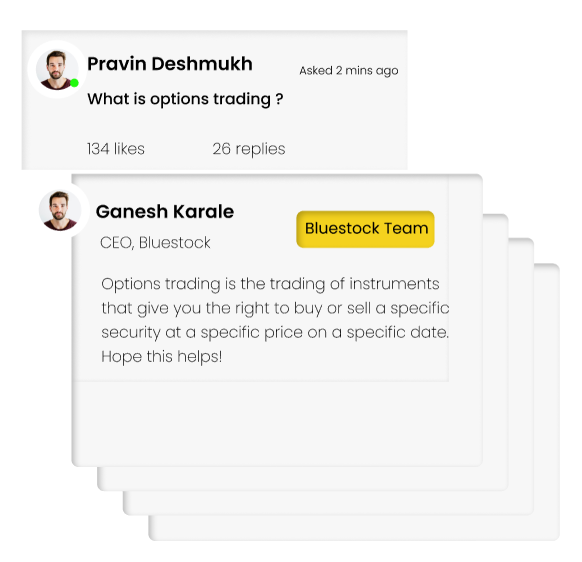 Pravin Deshmukh
Asked 2 mins ago
What is options trading ?
134 likes
26 replies
Ganesh Karale
Bluestock Team
CEO, Bluestock
Options trading is the trading of instruments
that give you the right to buy or sell a specific
security at a specific price on a specific date.
Hope this helps!